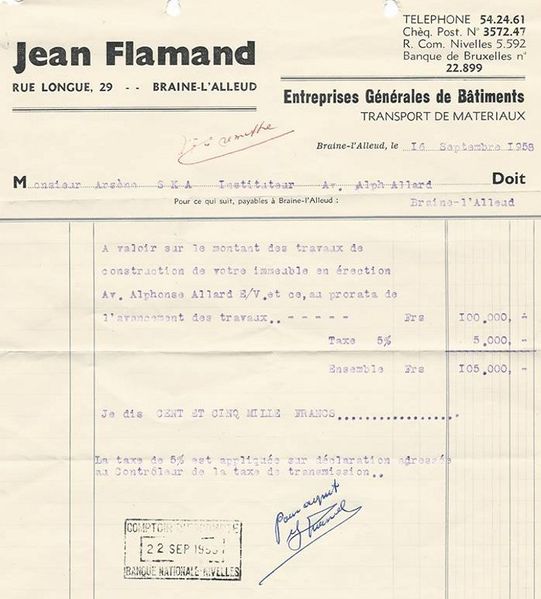 TELEPHONE 54.24.61
Chèq. Post. N° 3572.47
R. Com. Nivelles 5.592
Banque de Bruxelles n°
22.899
Jean Flamand
RUE LONGUE, 29 - - BRAINE-L'ALLEUD
Entreprises Générales de Bâtiments
TRANSPORT DE MATERIAUX
Braine-l'Alleud, le 16 Septembre 1958
Monsieur Arsène SKA Instituteur Av. Alph Allard Doit
Pour ce qui suit, payables à Braine-l'Alleud : Braine-l'Alleud
A valoir sur le montant des travaux de
construction de votre immeuble en érection
Av. Alphonse Allard E/V.et ce,au prorata de
l'avancement des travaux.. - - - - - Frs 100.000, -
Taxe 5% 5.000, -
Ensemble Frs 105.000, -
Je dis CENT ET CINQ MILLE FRANCS....................
La taxe de 5% est appliquée sur déclaration adressée
au Contrôleur de la taxe de transmission..
Pour acquit
COMPTOIR D'ESCOMPTE
22 SEP
BANQUE NATIONALE-NIVELLES